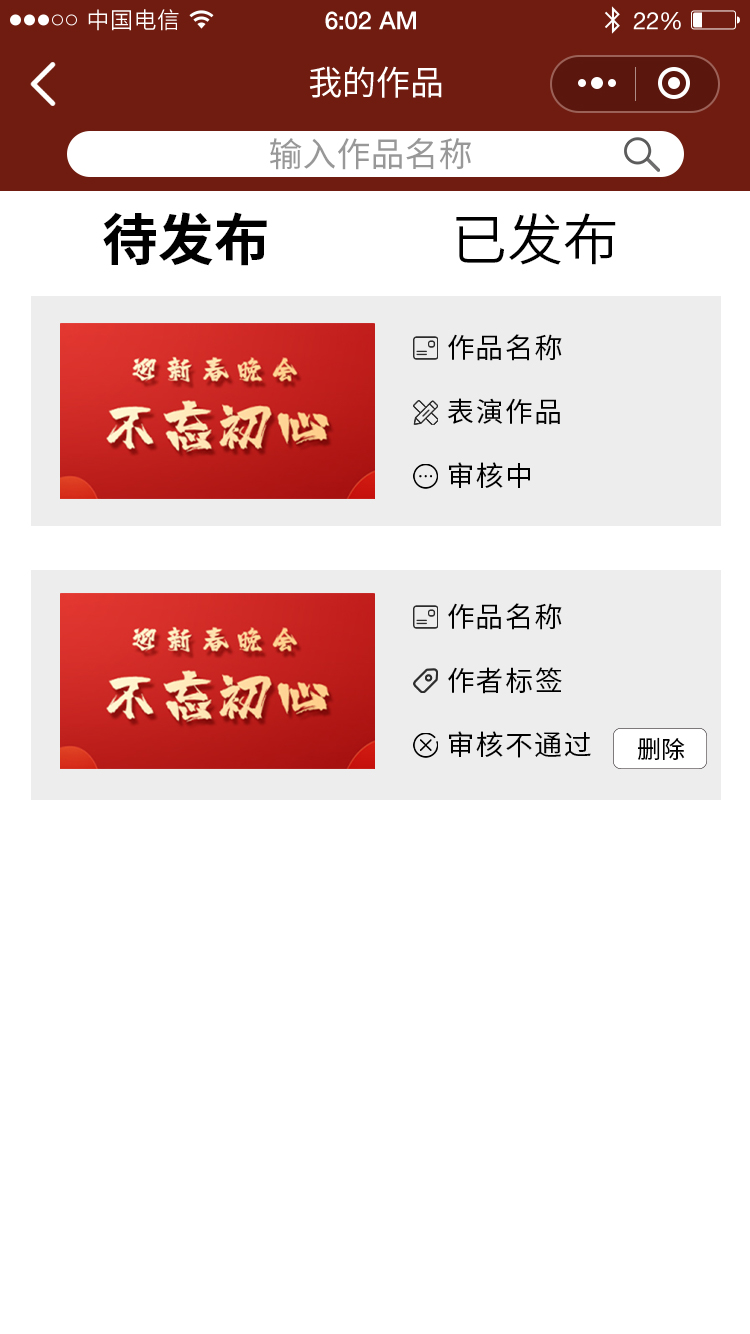 中国电信 6:02 AM 22%
我的作品
输入作品名称
待发布 已发布
迎新春晚会
不忘初心
作品名称
表演作品
审核中
迎新春晚会
不忘初心
作品名称
作者标签
审核不通过 删除